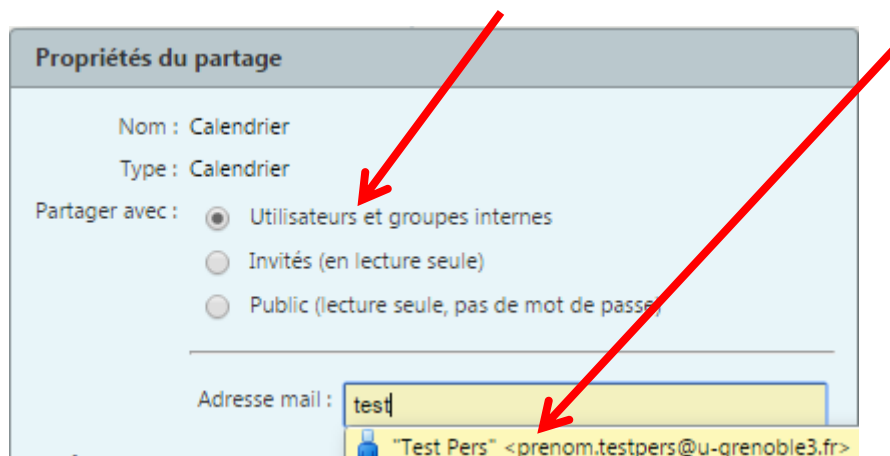 Propriétés du partage
Nom : Calendrier
Type : Calendrier
Partager avec : Utilisateurs et groupes internes
Invités (en lecture seule)
Public (lecture seule, pas de mot de passe)
Adresse mail : test
"Test Pers" <prenom.testpers@u-grenoble3.fr>